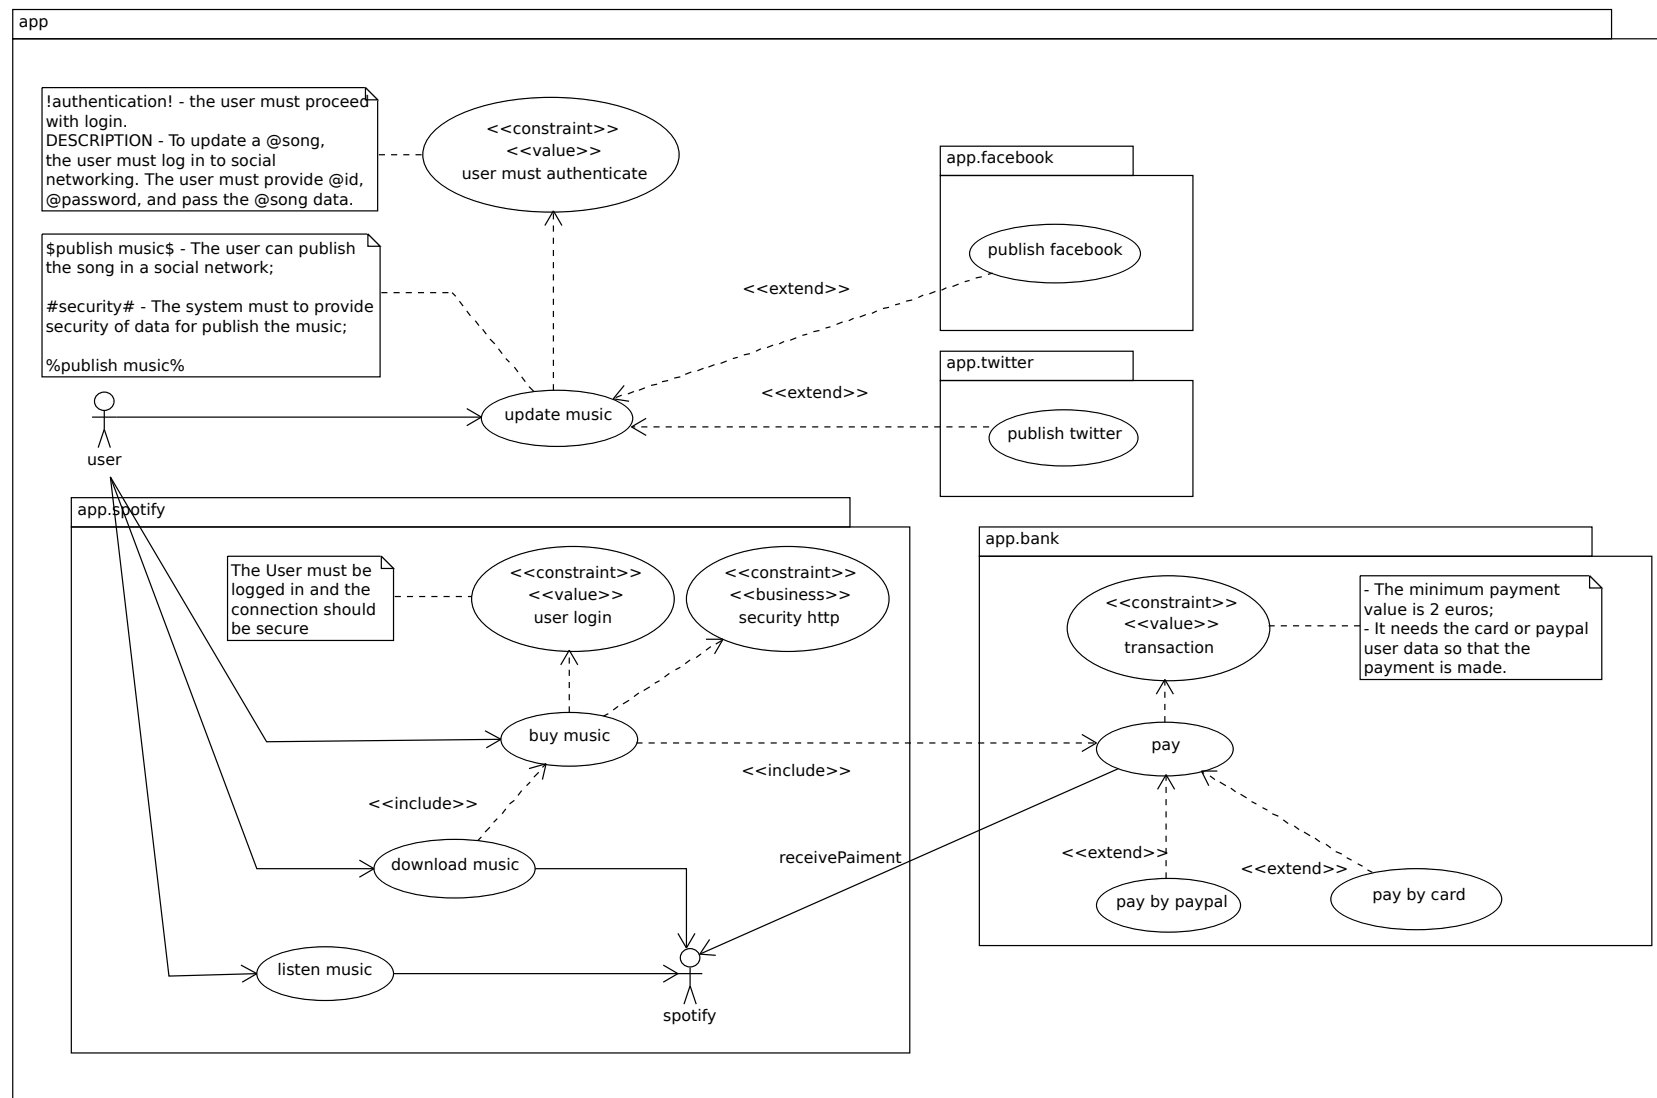 app
!authentication! - the user must proceed
with login.
DESCRIPTION - To update a @song,
the user must log in to social
networking. The user must provide @id,
@password, and pass the @song data.
<<constraint>>
<<value>>
user must authenticate
app.facebook
publish facebook
$publish music$ - The user can publish
the song in a social network;
#security# - The system must to provide
security of data for publish the music;
%publish music%
<<extend>>
app.twitter
<<extend>>
publish twitter
update music
user
app.spotify
The User must be
logged in and the
connection should
be secure
<<constraint>>
<<value>>
user login
<<constraint>>
<<business>>
security http
app.bank
<<constraint>>
<<value>>
transaction
- The minimum payment
value is 2 euros;
- It needs the card or paypal
user data so that the
payment is made.
buy music
<<include>>
pay
<<include>>
download music
receivePaiment
<<extend>>
<<extend>>
pay by paypal
pay by card
listen music
spotify